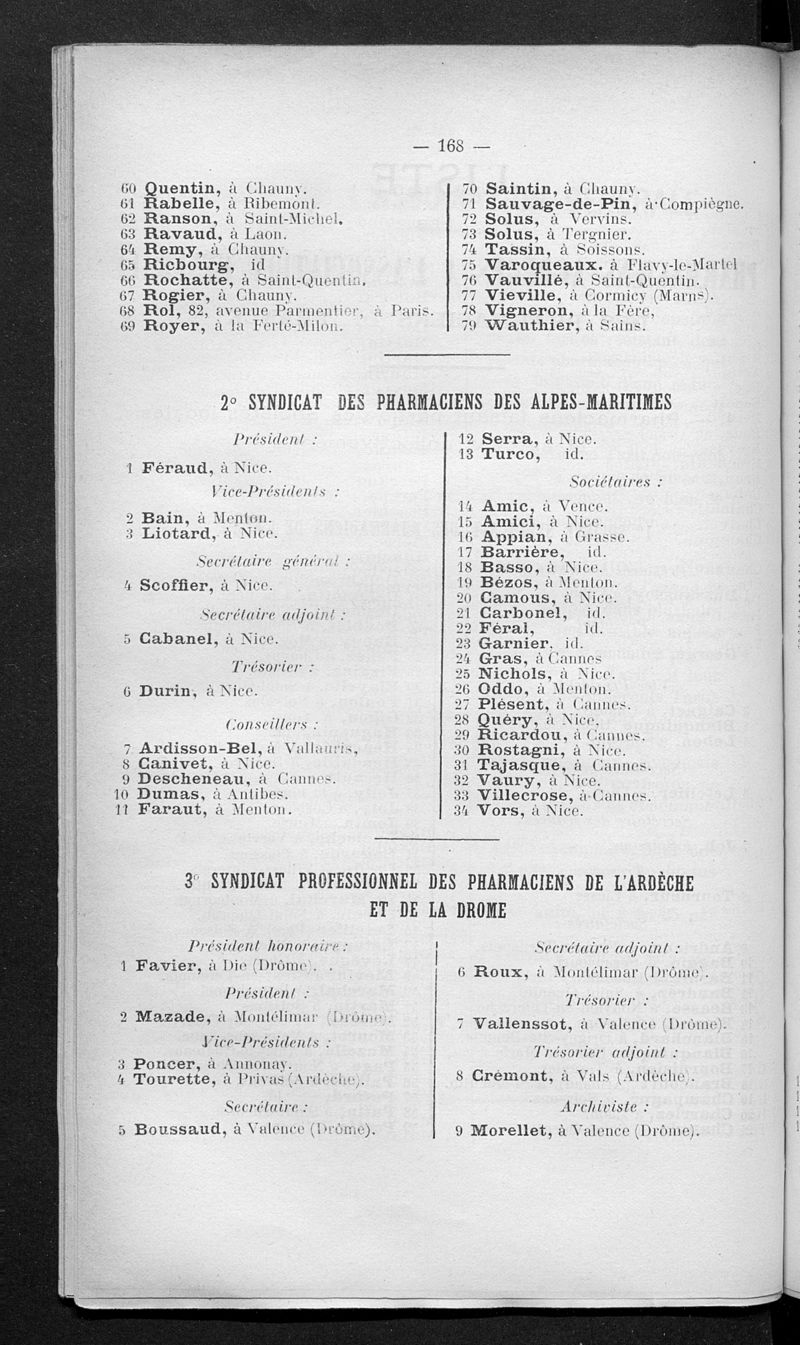 — 168 —
60 Quentin, à Chauny.
61 Rabelle, à Ribemont.
62 Ranson, à Saint-Michel.
63 Ravaud, à Laon.
64 Remy, à Chauny.
65 Ricbourg, id
66 Rochatte, à Saint-Quentin.
67 Rogier, à Chauny.
68 Rol, 82, avenue Parmentier, à Paris.
69 Royer, à la Ferté-Milon.
70 Saintin, à Chauny.
71 Sauvage-de-Pin, à Compiègne.
72 Solus, à Vervins.
73 Solus, à Tergnier.
74 Tassin, à Soissons.
75 Varoqueaux. à Flavy-le-Martel
76 Vauvillé, à Saint-Quentin.
77 Vieville, à Cormicy (Marne).
78 Vigneron, à la Fère,
79 Wauthier, à Sains.
2° SYNDICAT DES PHARMACIENS DES ALPES-MARITIMES
Président :
1 Féraud, à Nice.
Vice-Présidents :
2 Bain, à Menton.
3 Liotard, à Nice.
Secrétaire général :
4 Scoffier, à Nice.
Secrétaire adjoint :
5 Cabanel, à Nice.
Trésorier :
6 Durin, à Nice.
Conseillers :
7 Ardisson-Bel, à Vallauris,
8 Canivet, à Nice.
9 Descheneau, à Cannes.
10 Dumas, à Antibes.
11 Faraut, à Menton.
12 Serra, à Nice.
13 Turco, id.
Sociétaires :
14 Amic, à Vence.
15 Amici, à Nice.
16 Appian, à Grasse.
17 Barrière, id.
18 Basso, à Nice.
19 Bézos, à Menton.
20 Camous, à Nice.
21 Carbonel, id.
22 Féral, id.
23 Garnier. id.
24 Gras, à Cannes
25 Nichols, à Nice.
26 Oddo, à Menton.
27 Plésent, à Cannes.
28 Quéry, à Nice.
29 Ricardou, à Cannes.
30 Rostagni, à Nice.
31 Tajasque, à Cannes.
32 Vaury, à Nice.
33 Villecrose, à Cannes.
34 Vors, à Nice.
3° SYNDICAT PROFESSIONNEL DES PHARMACIENS DE L'ARDÈCHE
ET DE LA DROME
Président honoraire :
1 Favier, à Die (Drôme). .
Président :
2 Mazade, à Montélimar (Drôme).
Vice-Présidents :
3 Poncer, à Annonay.
4 Tourette, à Privas (Ardèche).
Secrétaire :
5 Boussaud, à Valence (Drôme).
Secrétaire adjoint :
6 Roux, à Montélimar (Drôme).
Trésorier :
7 Vallenssot, à Valence (Drôme).
Trésorier adjoint :
8 Crémont, à Vals (Ardèche).
Archiviste :
9 Morellet, à Valence (Drôme).